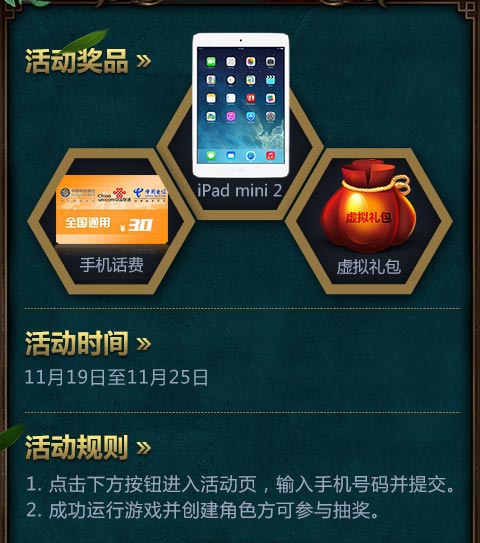 活动奖品 »
iPad mini 2
China unicom中国联通
中国电信
全国通用 ¥30
手机话费
虚拟礼包
虚拟礼包
活动时间 »
11月19日至11月25日
活动规则 »
1. 点击下方按钮进入活动页，输入手机号码并提交。
2. 成功运行游戏并创建角色方可参与抽奖。